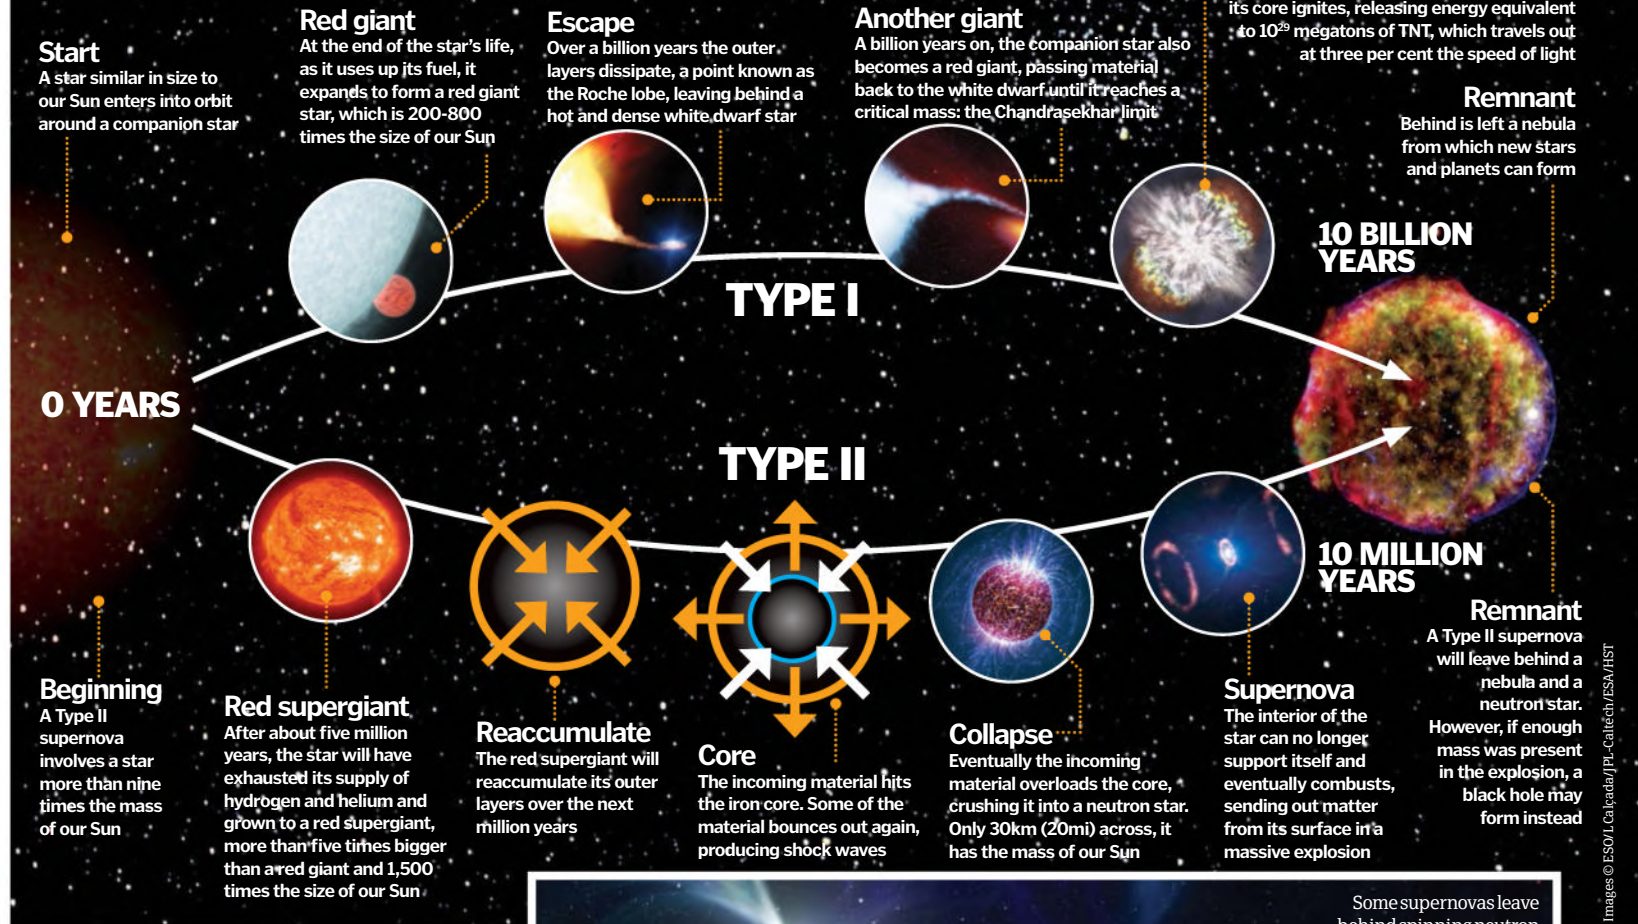 Start
A star similar in size to
our Sun enters into orbit
around a companion star
Red giant
At the end of the star's life,
as it uses up its fuel, it
expands to form a red giant
star, which is 200-800
times the size of our Sun
Escape
Over a billion years the outer
layers dissipate, a point known as
the Roche lobe, leaving behind a
hot and dense white dwarf star
Another giant
A billion years on, the companion star also
becomes a red giant, passing material
back to the white dwarf until it reaches a
critical mass: the Chandrasekhar limit
its core ignites, releasing energy equivalent
to 10²⁹ megatons of TNT, which travels out
at three per cent the speed of light
Remnant
Behind is left a nebula
from which new stars
and planets can form
10 BILLION
YEARS
TYPE I
0 YEARS
TYPE II
10 MILLION
YEARS
Beginning
A Type II
supernova
involves a star
more than nine
times the mass
of our Sun
Red supergiant
After about five million
years, the star will have
exhausted its supply of
hydrogen and helium and
grown to a red supergiant,
more than five times bigger
than a red giant and 1,500
times the size of our Sun
Reaccumulate
The red supergiant will
reaccumulate its outer
layers over the next
million years
Core
The incoming material hits
the iron core. Some of the
material bounces out again,
producing shock waves
Collapse
Eventually the incoming
material overloads the core,
crushing it into a neutron star.
Only 30km (20mi) across, it
has the mass of our Sun
Supernova
The interior of the
star can no longer
support itself and
eventually combusts,
sending out matter
from its surface in a
massive explosion
Remnant
A Type II supernova
will leave behind a
nebula and a
neutron star.
However, if enough
mass was present
in the explosion, a
black hole may
form instead
Images © ESO/L Calçada/JPL-Caltech/ESA/HST
Some supernovas leave
behind spinning neutron